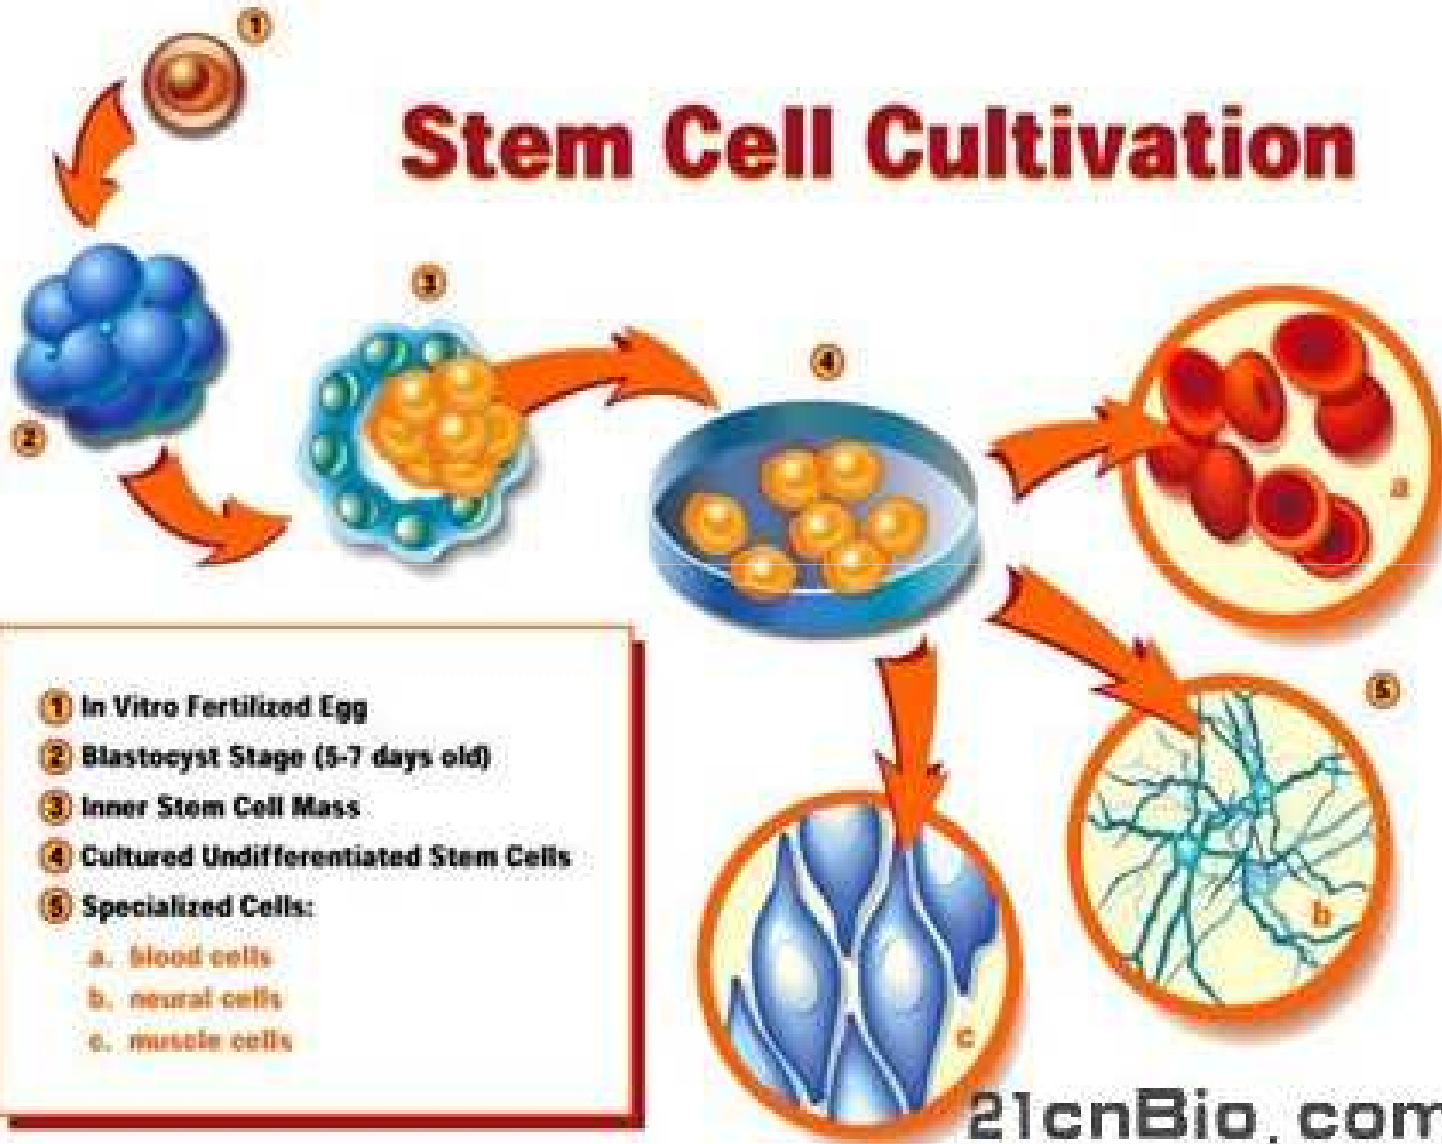 1
Stem Cell Cultivation
3
4
2
a
5
b
c
1 In Vitro Fertilized Egg
2 Blastocyst Stage (5-7 days old)
3 Inner Stem Cell Mass
4 Cultured Undifferentiated Stem Cells
5 Specialized Cells:
a. blood cells
b. neural cells
c. muscle cells
21cnBio.com